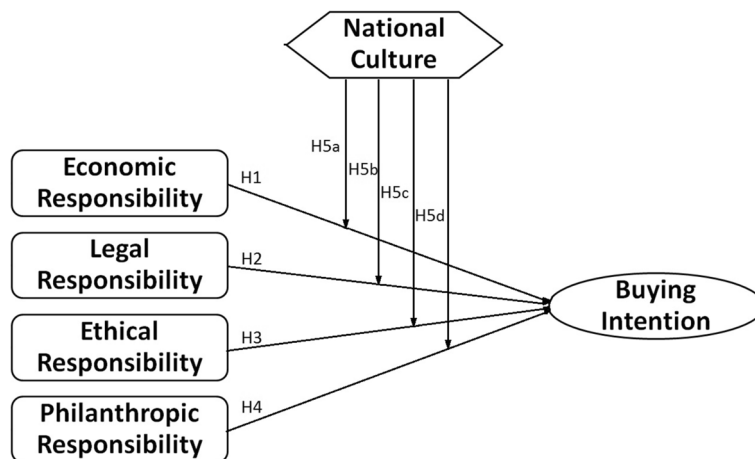 National
Culture
H5a
H5b
H5c
H5d
Economic
Responsibility
H1
Legal
Responsibility
H2
Ethical
Responsibility
H3
Philanthropic
Responsibility
H4
Buying
Intention